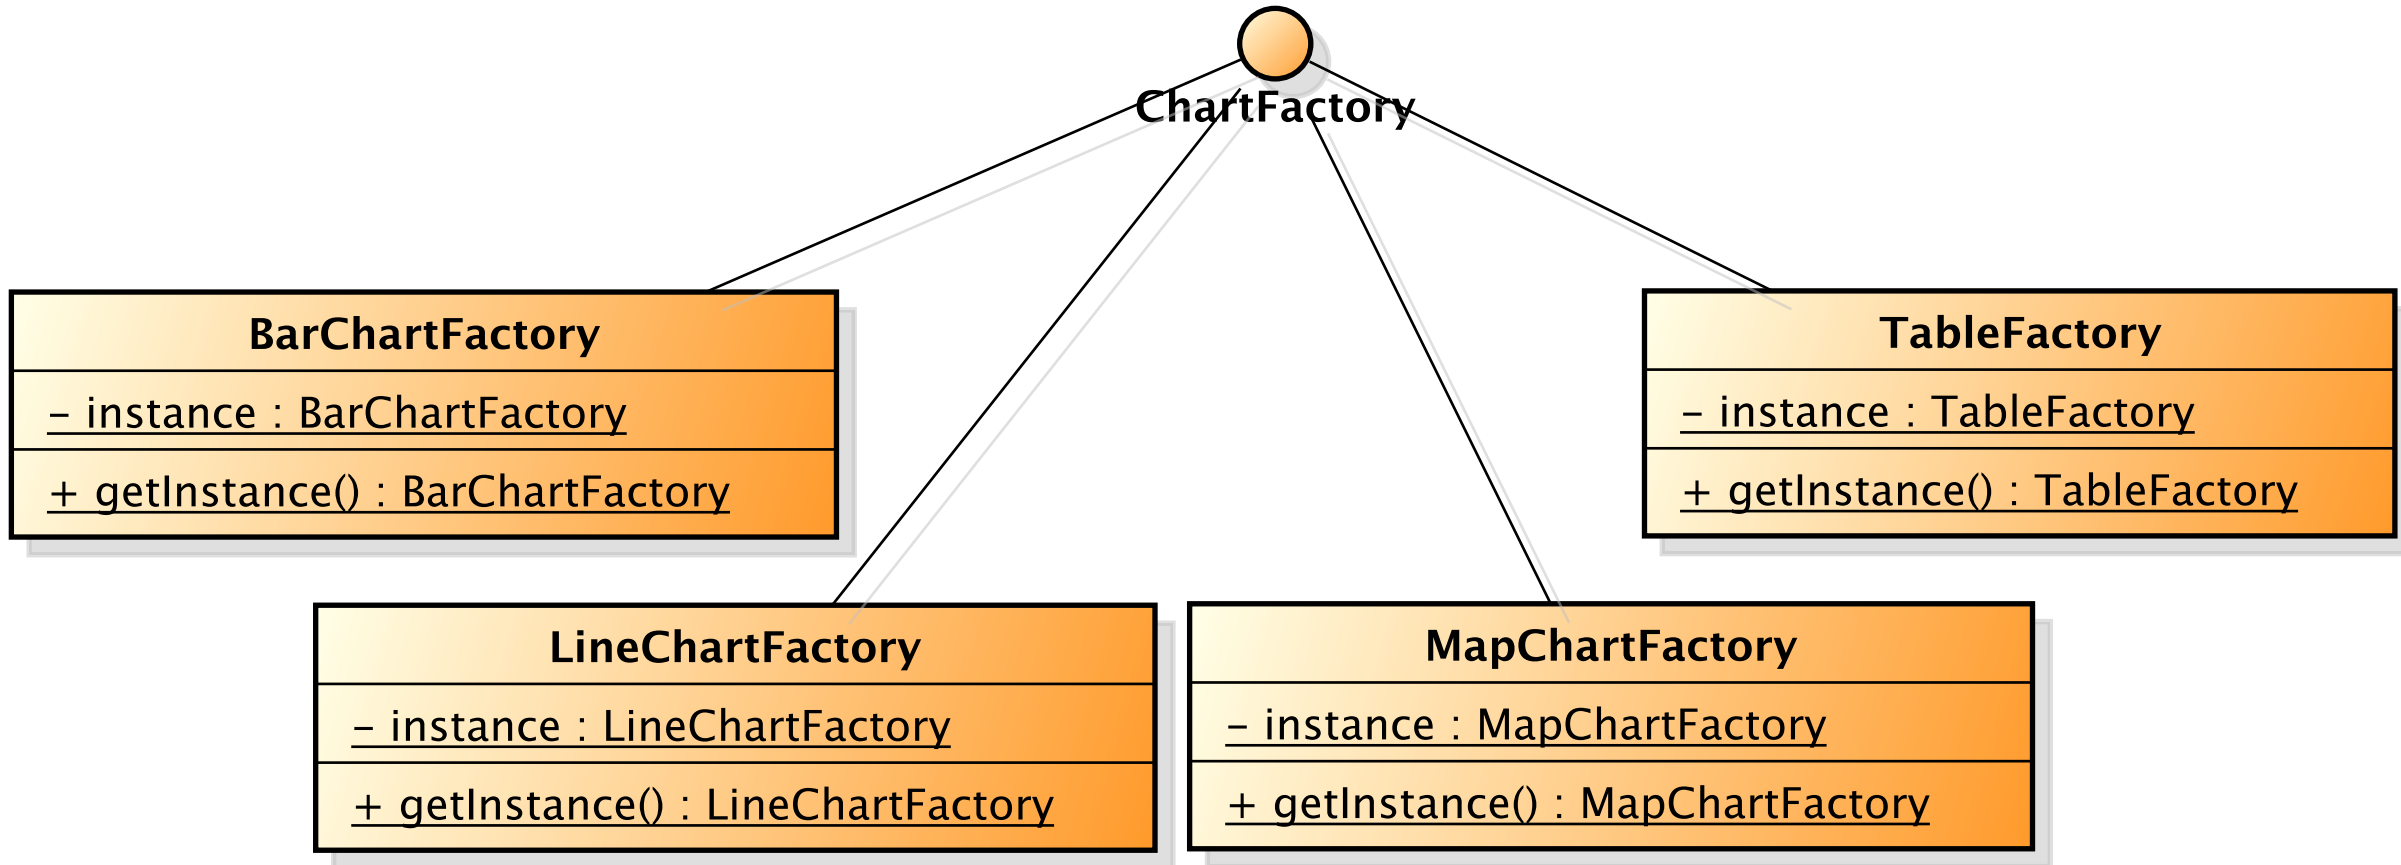 ChartFactory
BarChartFactory
– instance : BarChartFactory
+ getInstance() : BarChartFactory
TableFactory
– instance : TableFactory
+ getInstance() : TableFactory
LineChartFactory
– instance : LineChartFactory
+ getInstance() : LineChartFactory
MapChartFactory
– instance : MapChartFactory
+ getInstance() : MapChartFactory